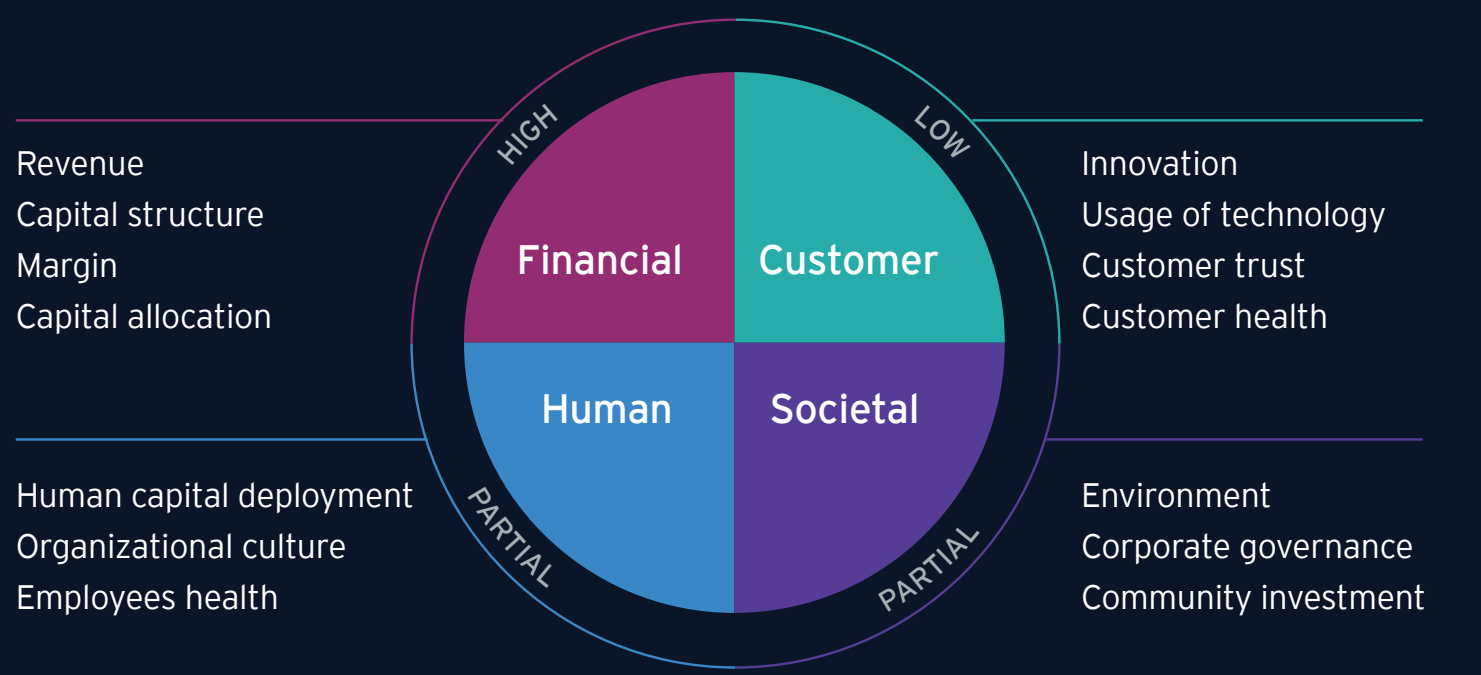 HIGH
LOW
Revenue
Capital structure
Margin
Capital allocation
Financial
Customer
Innovation
Usage of technology
Customer trust
Customer health
Human
Societal
Human capital deployment
Organizational culture
Employees health
PARTIAL
PARTIAL
Environment
Corporate governance
Community investment